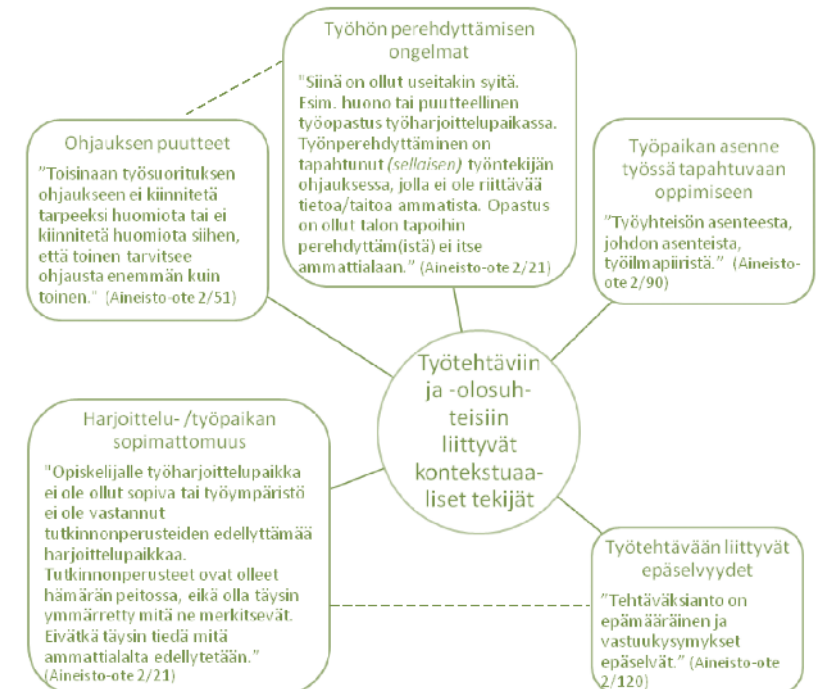 Työhön perehdyttämisen
ongelmat
"Siinä on ollut useitakin syitä.
Esim. huono tai puutteellinen
työopastus työharjoittelupaikassa.
Työnperehdyttäminen on
tapahtunut (sellaisen) työntekijän
ohjauksessa, jolla ei ole riittävää
tietoa/taitoa ammatista. Opastus
on ollut talon tapoihin
perehdyttäm(istä) ei itse
ammattialaan." (Aineisto-ote 2/21)
Ohjauksen puutteet
"Toisinaan työsuorituksen
ohjaukseen ei kiinnitetä
tarpeeksi huomiota tai ei
kiinnitetä huomiota siihen,
että toinen tarvitsee
ohjausta enemmän kuin
toinen." (Aineisto-ote 2/51)
Työpaikan asenne
työssä tapahtuvaan
oppimiseen
"Työyhteisön asenteesta,
johdon asenteista,
työilmapiiristä." (Aineisto-
ote 2/90)
Työtehtäviin
ja -olosuh-
teisiin
liittyvät
kontekstuaa-
liset tekijät
Harjoittelu- /työpaikan
sopimattomuus
"Opiskelijalle työharjoittelupaikka
ei ole ollut sopiva tai työympäristö
ei ole vastannut
tutkinnonperusteiden edellyttämää
harjoittelupaikkaa.
Tutkinnonperusteet ovat olleet
hämärän peitossa, eikä olla täysin
ymmärretty mitä ne merkitsevät.
Eivätkä täysin tiedä mitä
ammattialalta edellytetään."
(Aineisto-ote 2/21)
Työtehtävään liittyvät
epäselvyydet
"Tehtäväksianto on
epämääräinen ja
vastuukysymykset
epäselvät." (Aineisto-ote
2/120)